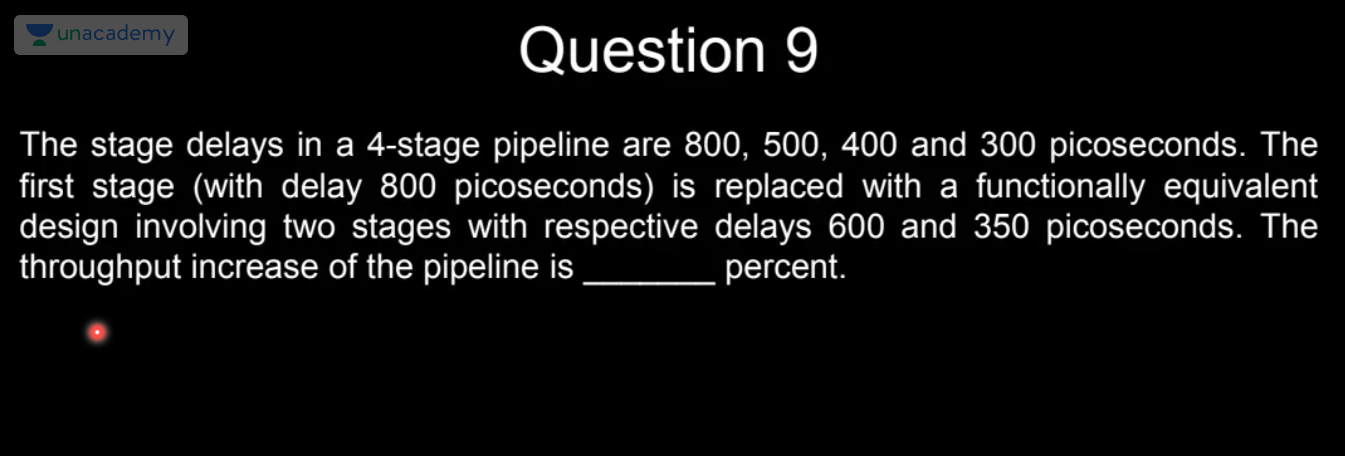 unacademy
Question 9
The stage delays in a 4-stage pipeline are 800, 500, 400 and 300 picoseconds. The
first stage (with delay 800 picoseconds) is replaced with a functionally equivalent
design involving two stages with respective delays 600 and 350 picoseconds. The
throughput increase of the pipeline is _______ percent.